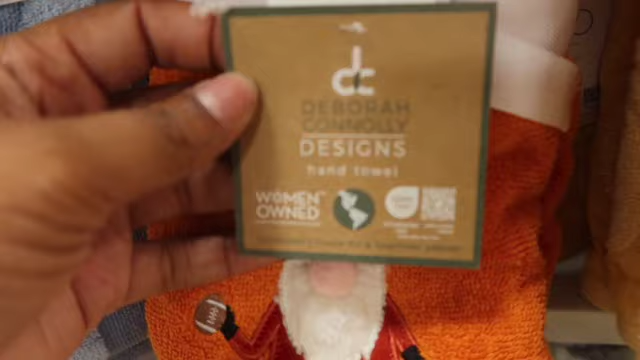 dc
DEBORAH
CONNOLLY
DESIGNS
hand towel
WOMEN
OWNED